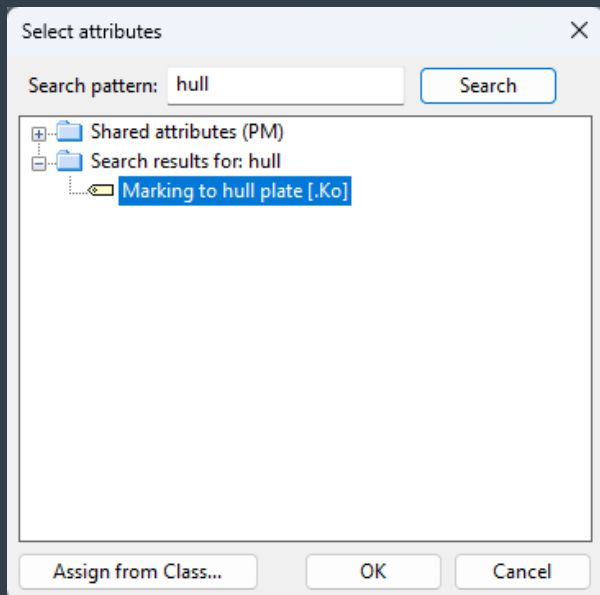 Select attributes
Search pattern: hull Search
Shared attributes (PM)
Search results for: hull
Marking to hull plate [.Ko]
Assign from Class... OK Cancel